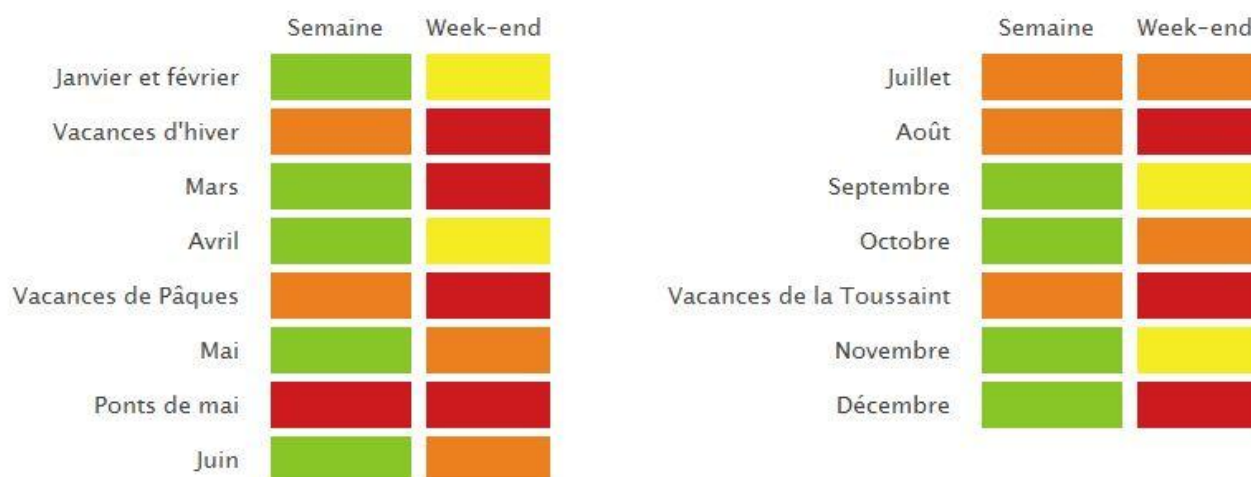 Semaine Week-end
Janvier et février
Vacances d'hiver
Mars
Avril
Vacances de Pâques
Mai
Ponts de mai
Juin
Semaine Week-end
Juillet
Août
Septembre
Octobre
Vacances de la Toussaint
Novembre
Décembre